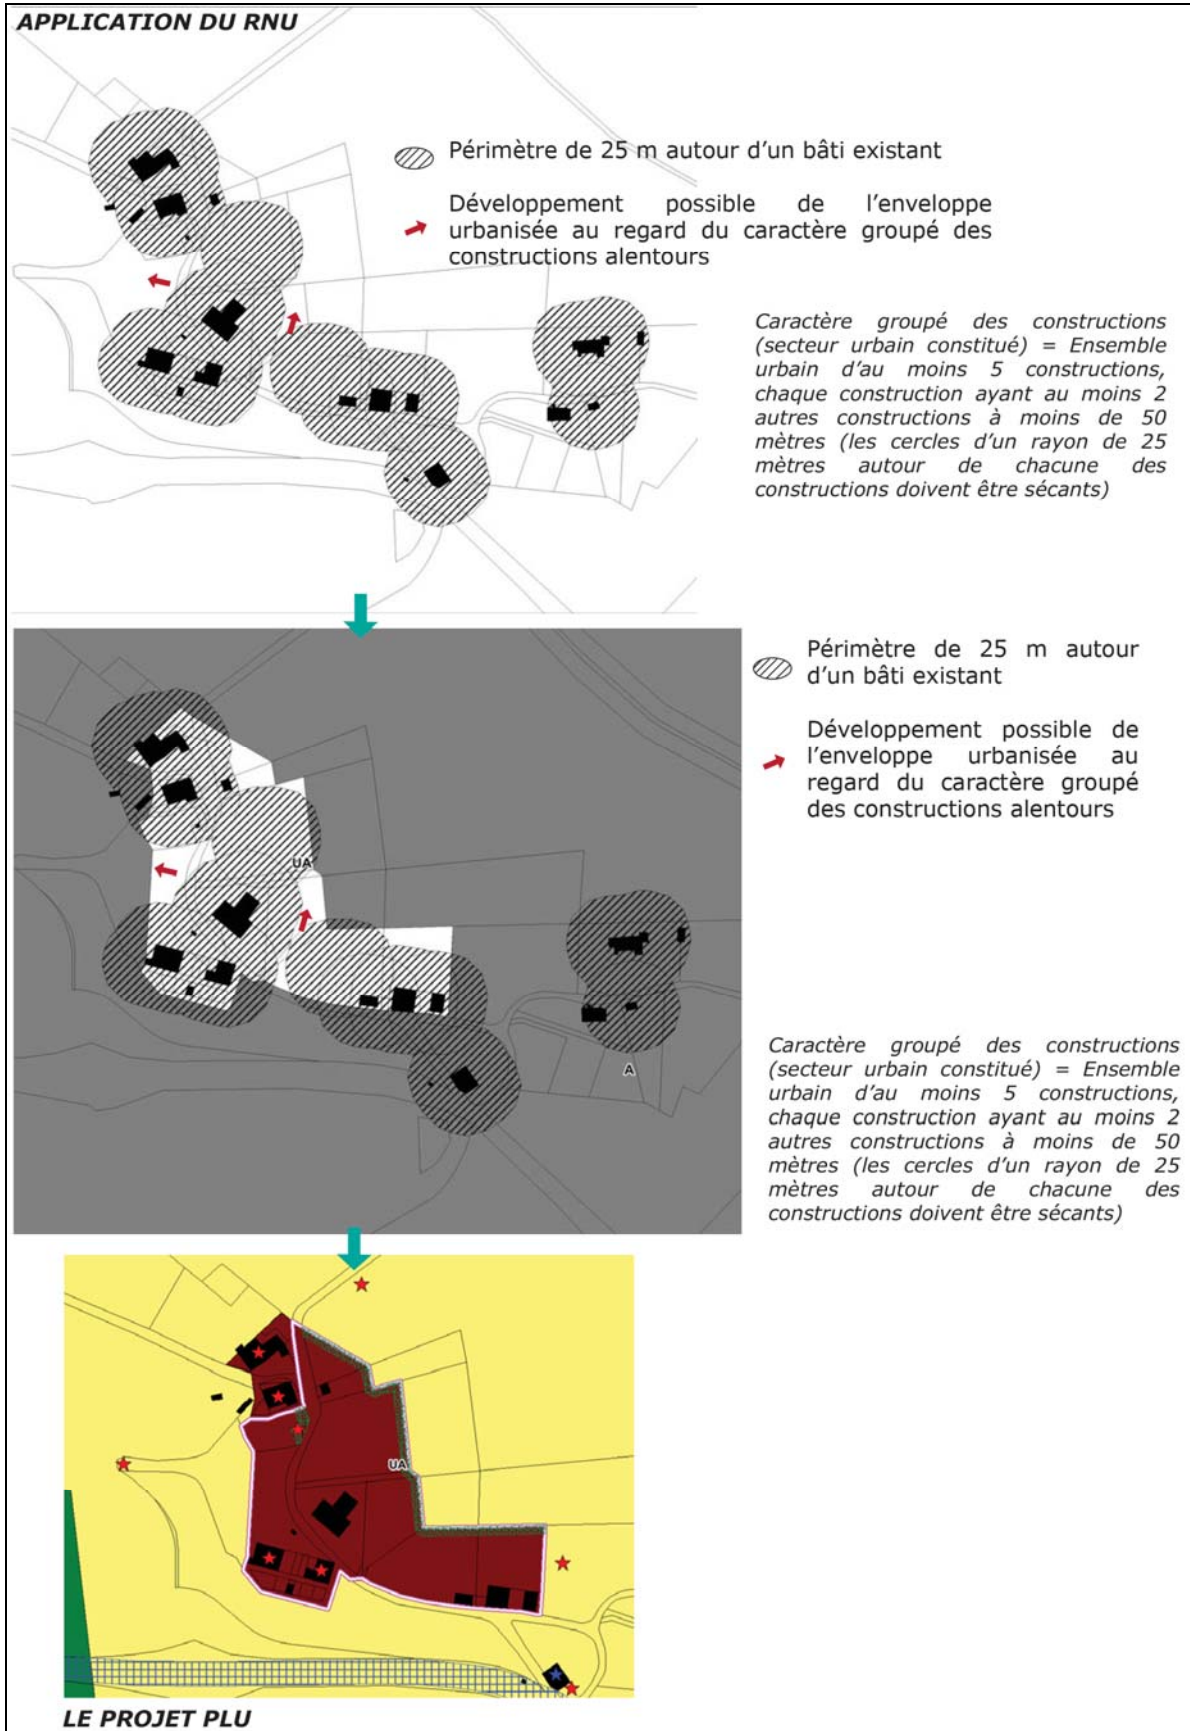 APPLICATION DU RNU
Périmètre de 25 m autour d'un bâti existant
Développement possible de l'enveloppe
urbanisée au regard du caractère groupé des
constructions alentours
Caractère groupé des constructions
(secteur urbain constitué) = Ensemble
urbain d'au moins 5 constructions,
chaque construction ayant au moins 2
autres constructions à moins de 50
mètres (les cercles d'un rayon de 25
mètres autour de chacune des
constructions doivent être sécants)
Périmètre de 25 m autour
d'un bâti existant
Développement possible de
l'enveloppe urbanisée au
regard du caractère groupé
des constructions alentours
UA
A
Caractère groupé des constructions
(secteur urbain constitué) = Ensemble
urbain d'au moins 5 constructions,
chaque construction ayant au moins 2
autres constructions à moins de 50
mètres (les cercles d'un rayon de 25
mètres autour de chacune des
constructions doivent être sécants)
UA
LE PROJET PLU